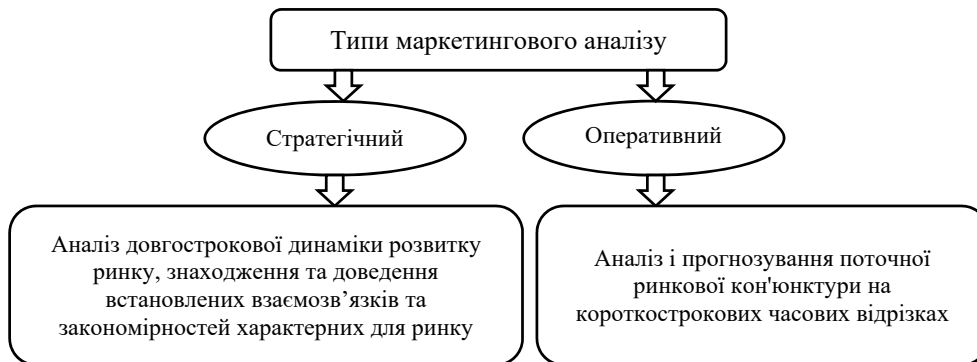 Типи маркетингового аналізу
Стратегічний
Оперативний
Аналіз довгострокової динаміки розвитку
ринку, знаходження та доведення
встановлених взаємозв’язків та
закономірностей характерних для ринку
Аналіз і прогнозування поточної
ринкової кон'юнктури на
короткострокових часових відрізках